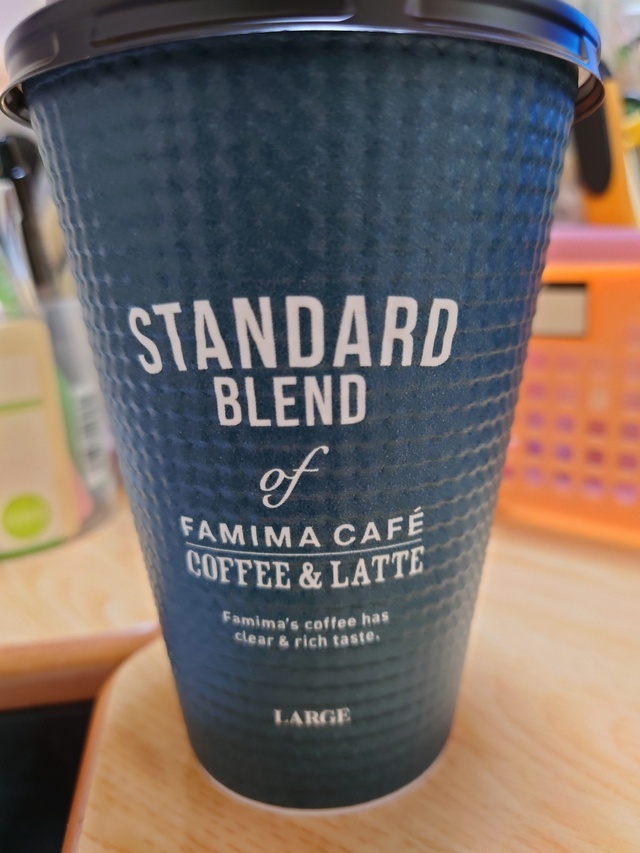 STANDARD
BLEND
of
FAMIMA CAFÉ
COFFEE & LATTE
Famima's coffee has
clear & rich taste.
LARGE